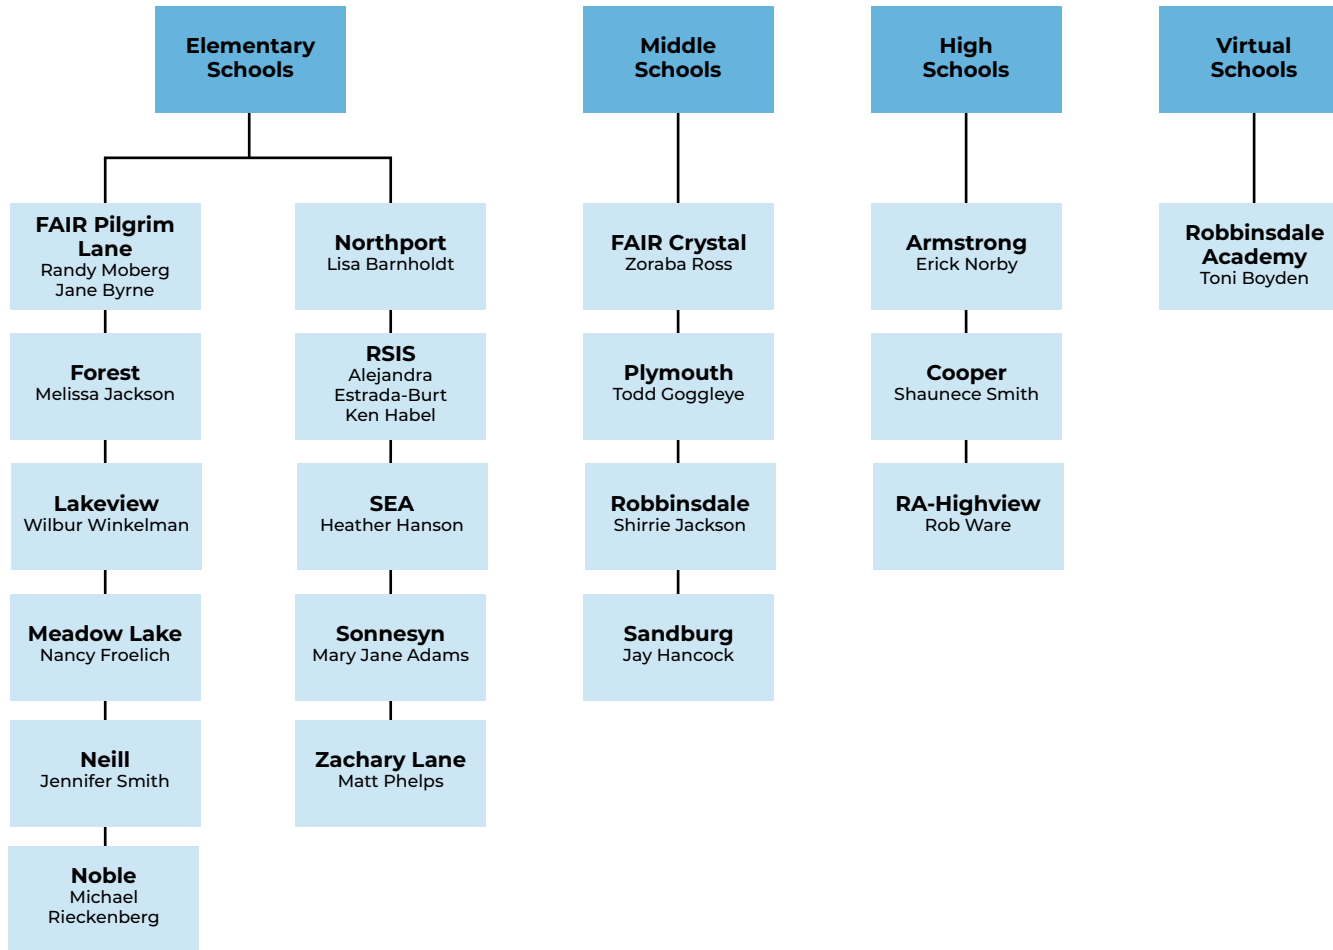 Elementary
Schools
FAIR Pilgrim
Lane
Randy Moberg
Jane Byrne
Forest
Melissa Jackson
Lakeview
Wilbur Winkelman
Meadow Lake
Nancy Froelich
Neill
Jennifer Smith
Noble
Michael
Rieckenberg
Northport
Lisa Barnholdt
RSIS
Alejandra
Estrada-Burt
Ken Habel
SEA
Heather Hanson
Sonnesyn
Mary Jane Adams
Zachary Lane
Matt Phelps
Middle
Schools
FAIR Crystal
Zoraba Ross
Plymouth
Todd Goggleye
Robbinsdale
Shirrie Jackson
Sandburg
Jay Hancock
High
Schools
Armstrong
Erick Norby
Cooper
Shaunece Smith
RA-Highview
Rob Ware
Virtual
Schools
Robbinsdale
Academy
Toni Boyden